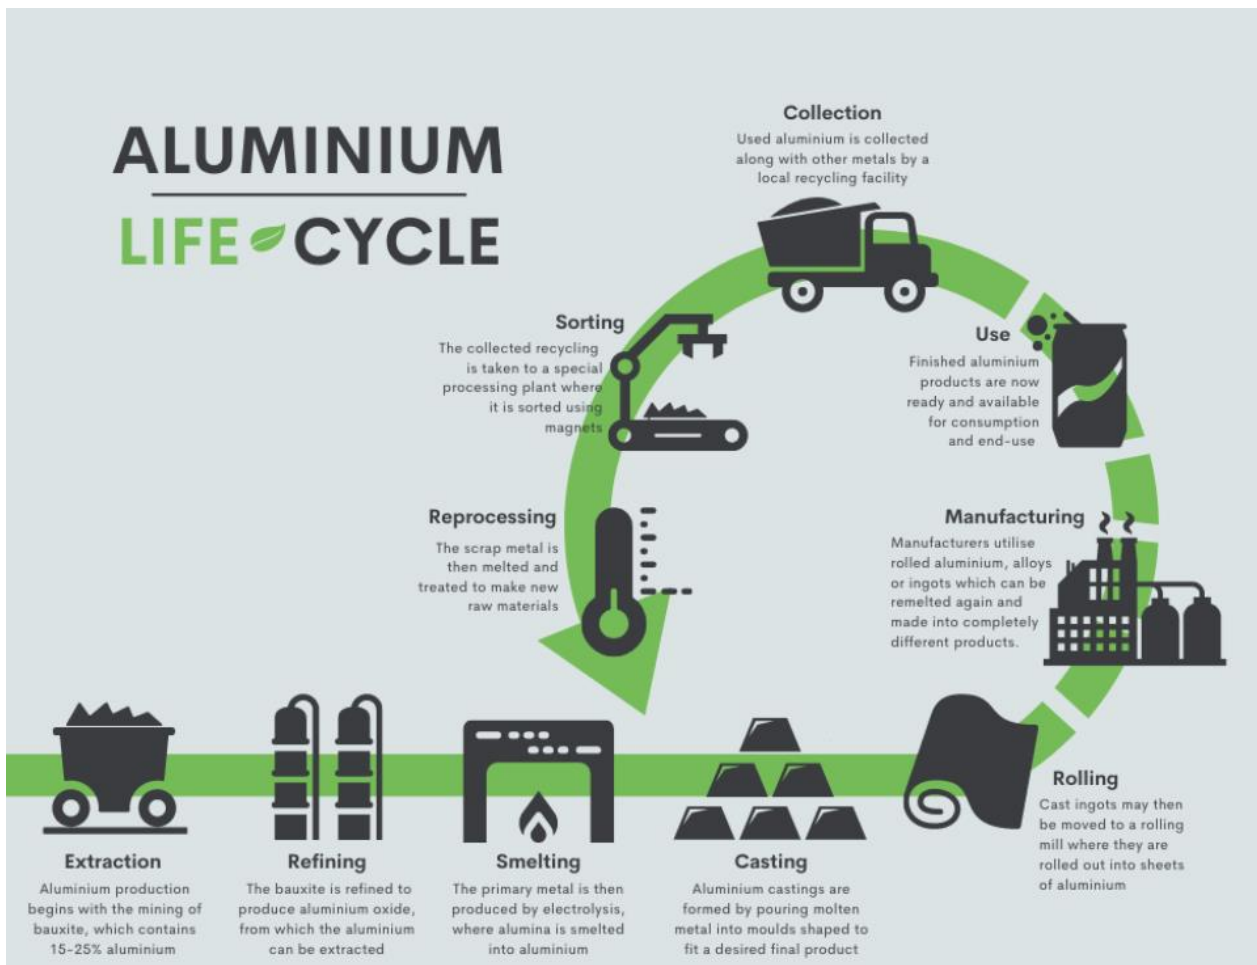 ALUMINIUM
LIFE CYCLE
Collection
Used aluminium is collected
along with other metals by a
local recycling facility
Sorting
The collected recycling
is taken to a special
processing plant where
it is sorted using
magnets
Use
Finished aluminium
products are now
ready and available
for consumption
and end-use
Reprocessing
The scrap metal is
then melted and
treated to make new
raw materials
Manufacturing
Manufacturers utilise
rolled aluminium, alloys
or ingots which can be
remelted again and
made into completely
different products.
Rolling
Cast ingots may then
be moved to a rolling
mill where they are
rolled out into sheets
of aluminium
Extraction
Aluminium production
begins with the mining of
bauxite, which contains
15-25% aluminium
Refining
The bauxite is refined to
produce aluminium oxide,
from which the aluminium
can be extracted
Smelting
The primary metal is then
produced by electrolysis,
where alumina is smelted
into aluminium
Casting
Aluminium castings are
formed by pouring molten
metal into moulds shaped to
fit a desired final product